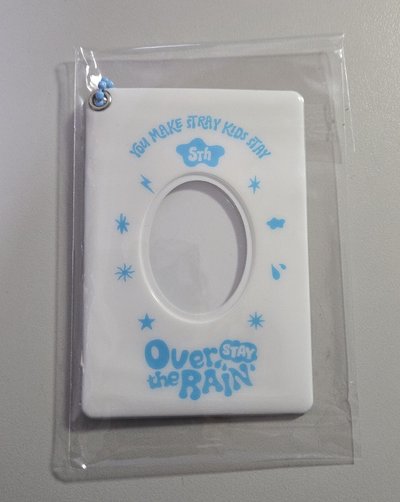 YOU MAKE STRAY KIDS STAY
5th
Over STAY
the RAIN